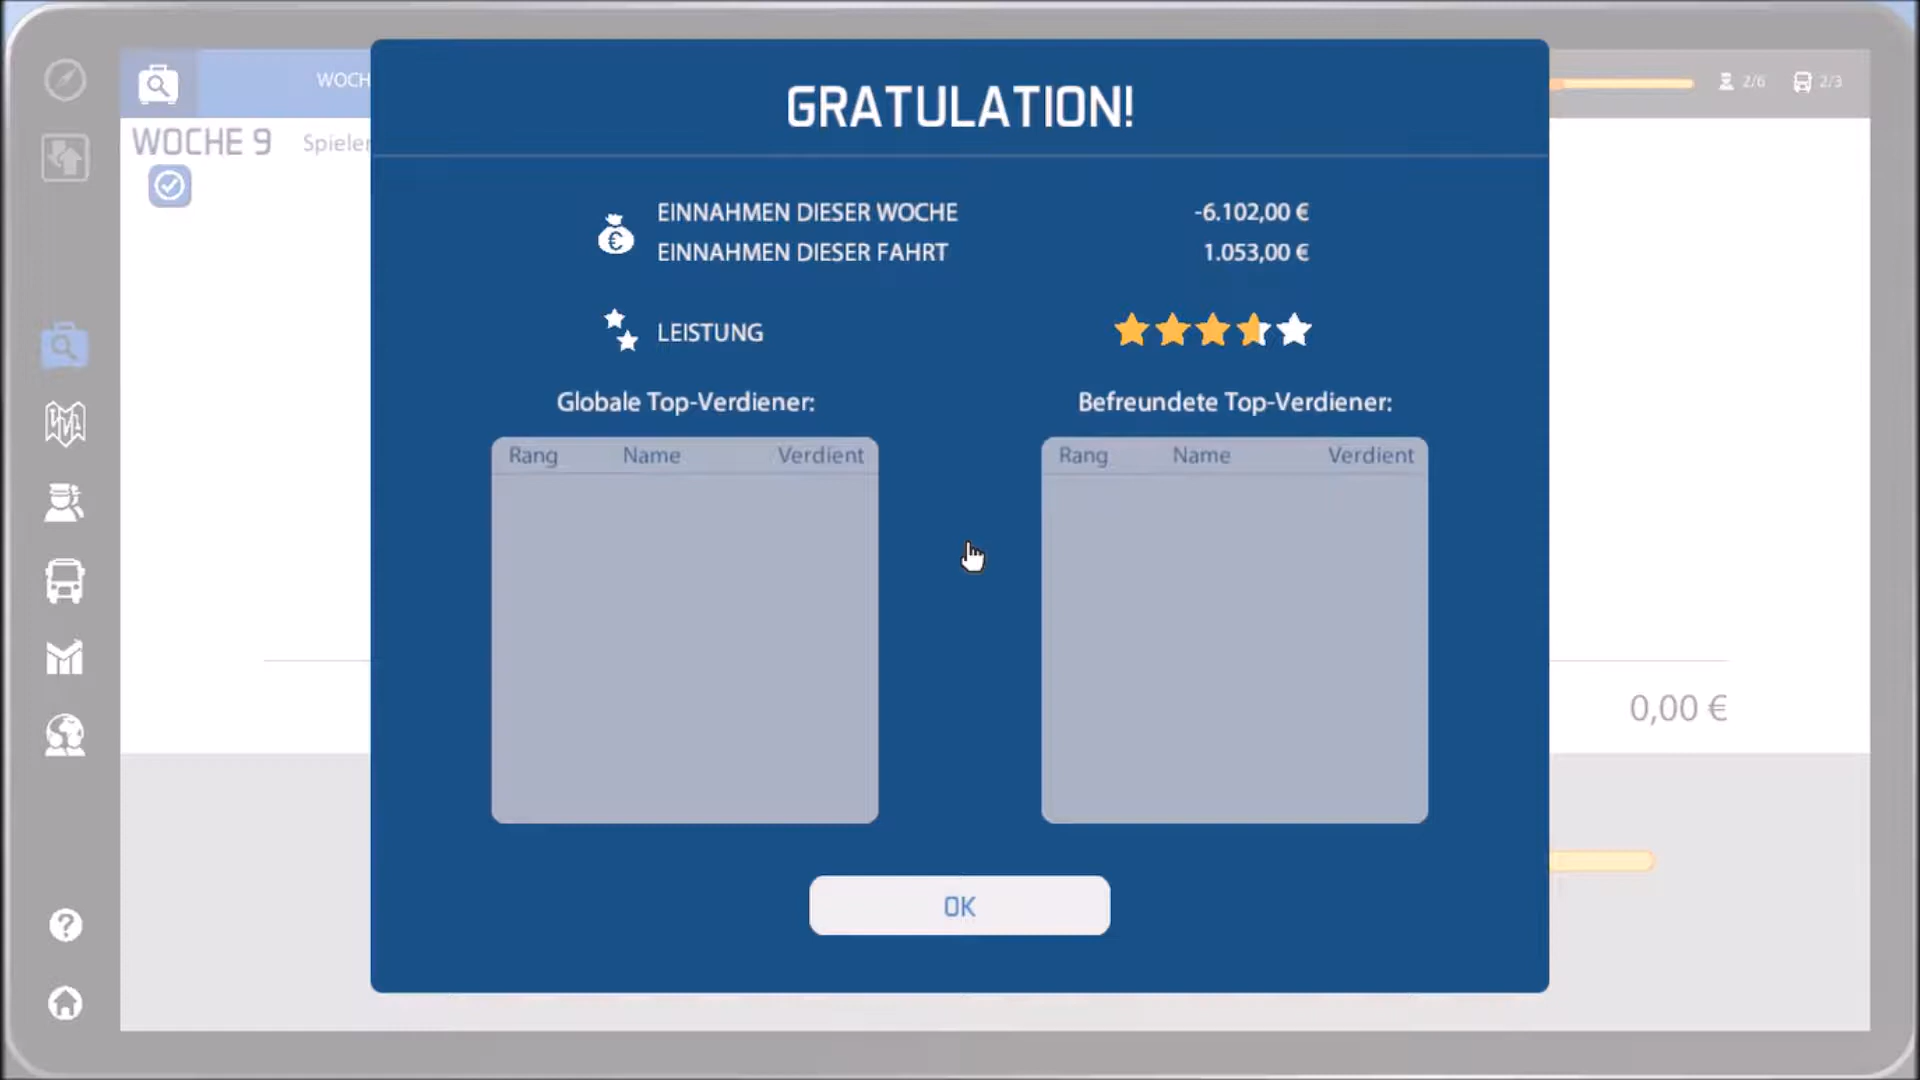 WOCH
2/6
2/3
WOCHE 9
Spieler
GRATULATION!
EINNAHMEN DIESER WOCHE -6.102,00 €
EINNAHMEN DIESER FAHRT 1.053,00 €
LEISTUNG
Globale Top-Verdiener:
Rang Name Verdient
Befreundete Top-Verdiener:
Rang Name Verdient
0,00 €
OK